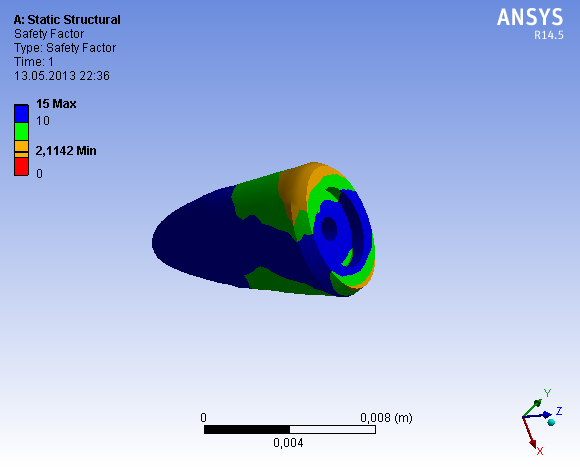 A: Static Structural
Safety Factor
Type: Safety Factor
Time: 1
13.05.2013 22:36
ANSYS
R14.5
15 Max
10
2,1142 Min
0
0
0,008 (m)
0,004
Y
Z
X